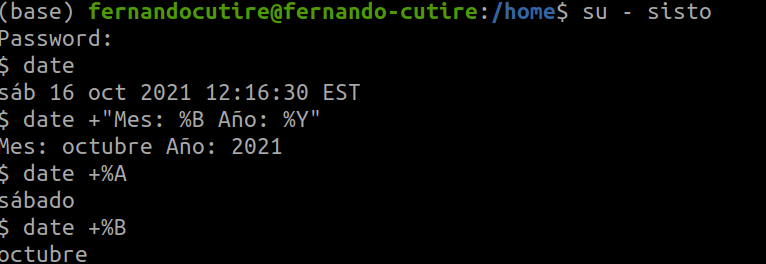 (base) fernandocutire@fernando-cutire:/home$ su - sisto
Password:
$ date
sáb 16 oct 2021 12:16:30 EST
$ date +"Mes: %B Año: %Y"
Mes: octubre Año: 2021
$ date +%A
sábado
$ date +%B
octubre